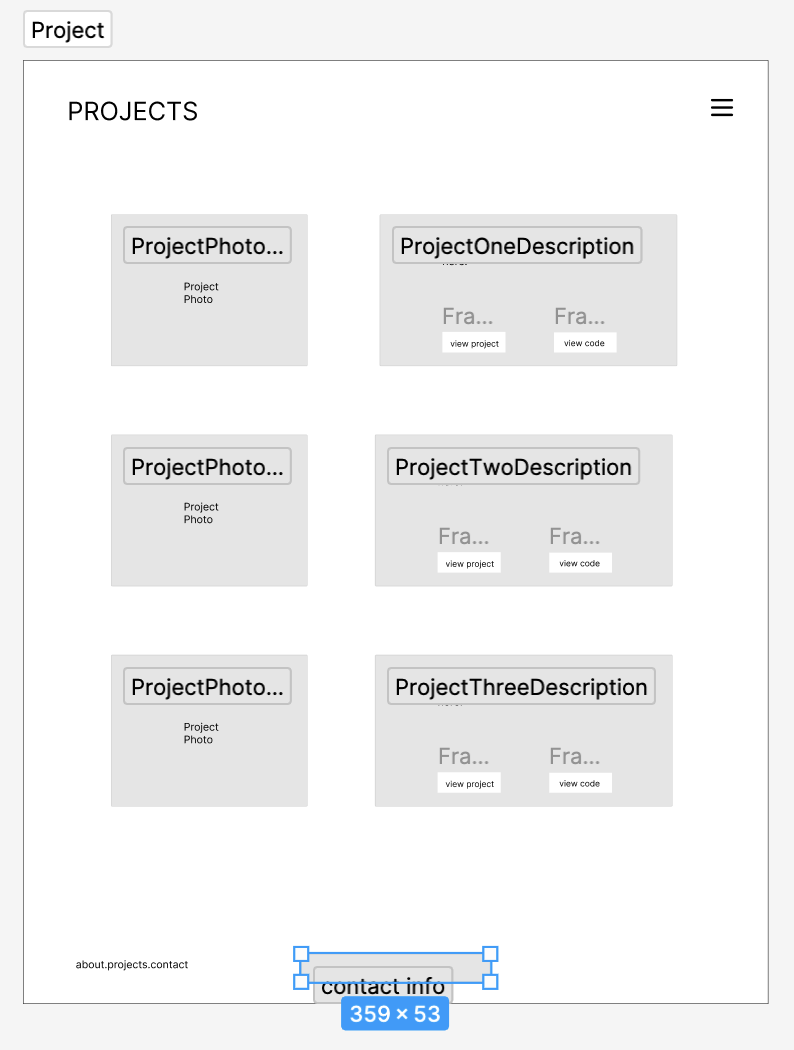 Project
PROJECTS
ProjectPhoto...
Project
Photo
ProjectOneDescription
Fra...
Fra...
view project
view code
ProjectPhoto...
Project
Photo
ProjectTwoDescription
Fra...
Fra...
view project
view code
ProjectPhoto...
Project
Photo
ProjectThreeDescription
Fra...
Fra...
view project
view code
about.projects.contact
contact info
359 × 53